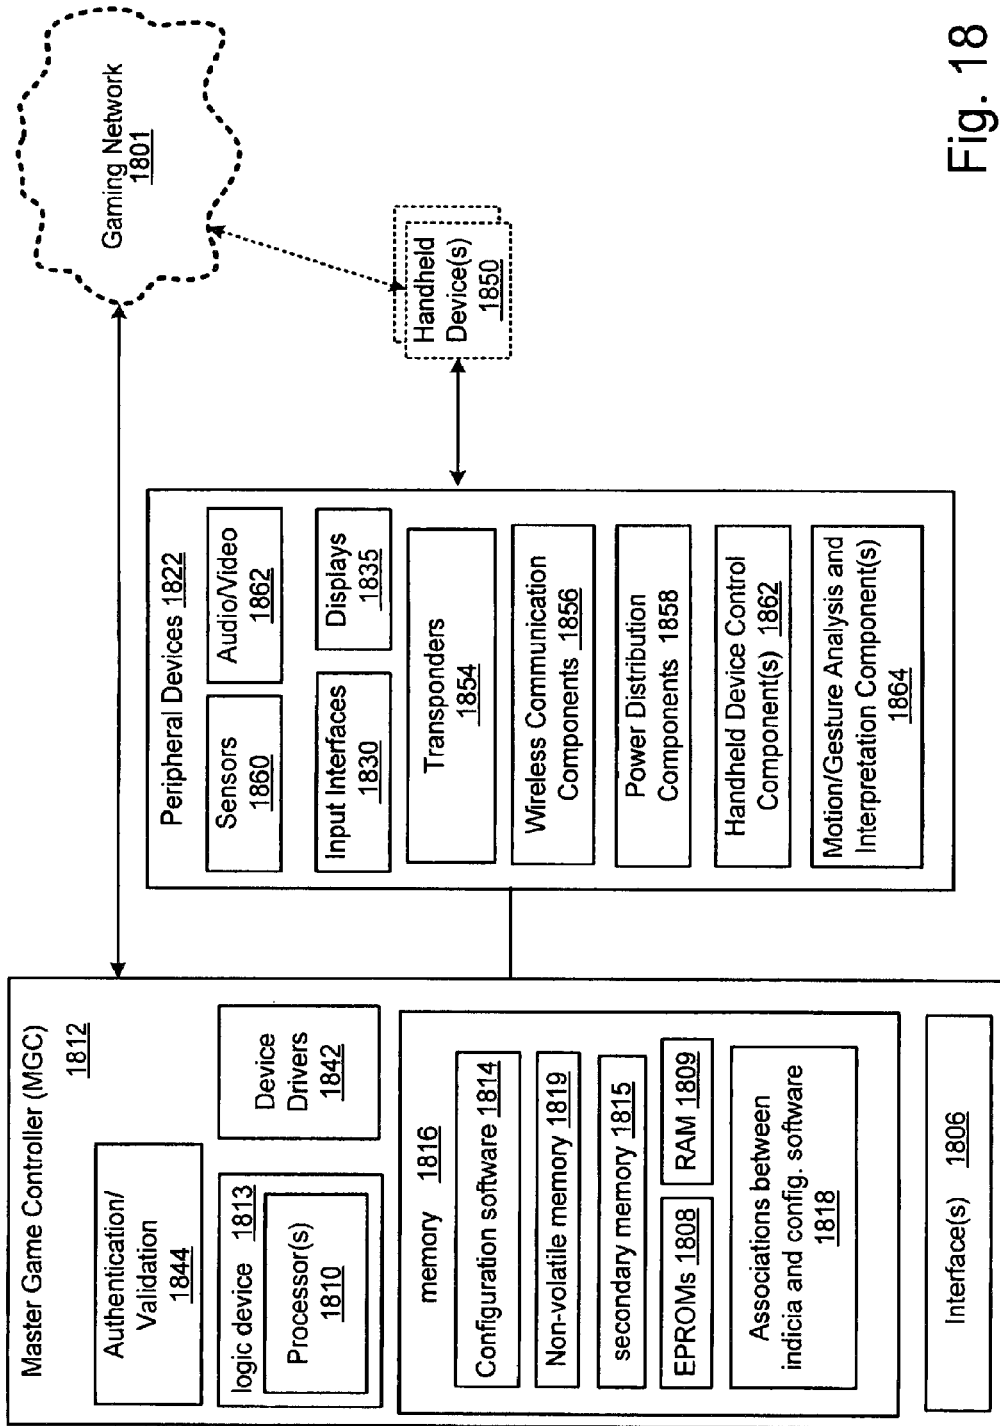 Master Game Controller (MGC)
1812
Authentication/
Validation
1844
logic device 1813
Processor(s)
1810
Device
Drivers
1842
memory 1816
Configuration software 1814
Non-volatile memory 1819
secondary memory 1815
EPROMs 1808
RAM 1809
Associations between
indicia and config. software
1818
Interface(s) 1806
Peripheral Devices 1822
Sensors
1860
Audio/Video
1862
Input Interfaces
1830
Displays
1835
Transponders
1854
Wireless Communication
Components 1856
Power Distribution
Components 1858
Handheld Device Control
Component(s) 1862
Motion/Gesture Analysis and
Interpretation Component(s)
1864
Handheld
Device(s)
1850
Gaming Network
1801
Fig. 18